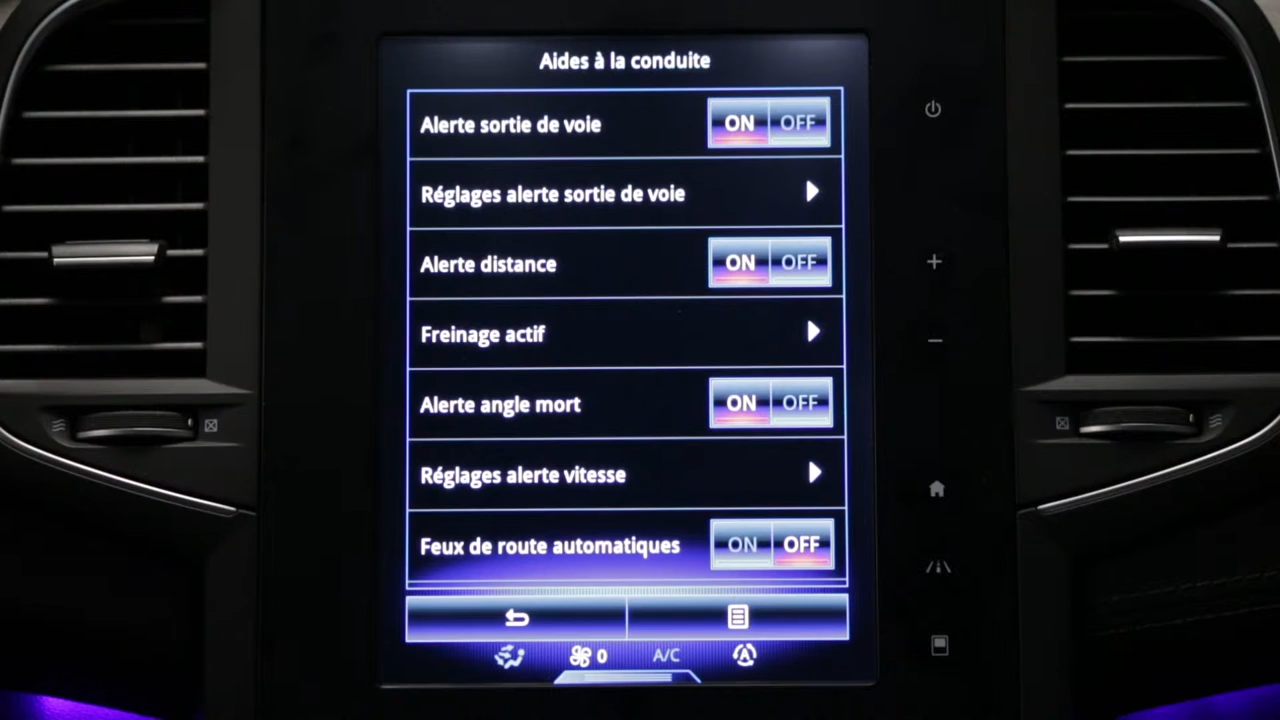 Aides à la conduite
Alerte sortie de voie ON OFF
Réglages alerte sortie de voie
Alerte distance ON OFF
Freinage actif
Alerte angle mort ON OFF
Réglages alerte vitesse
Feux de route automatiques ON OFF
0 A/C